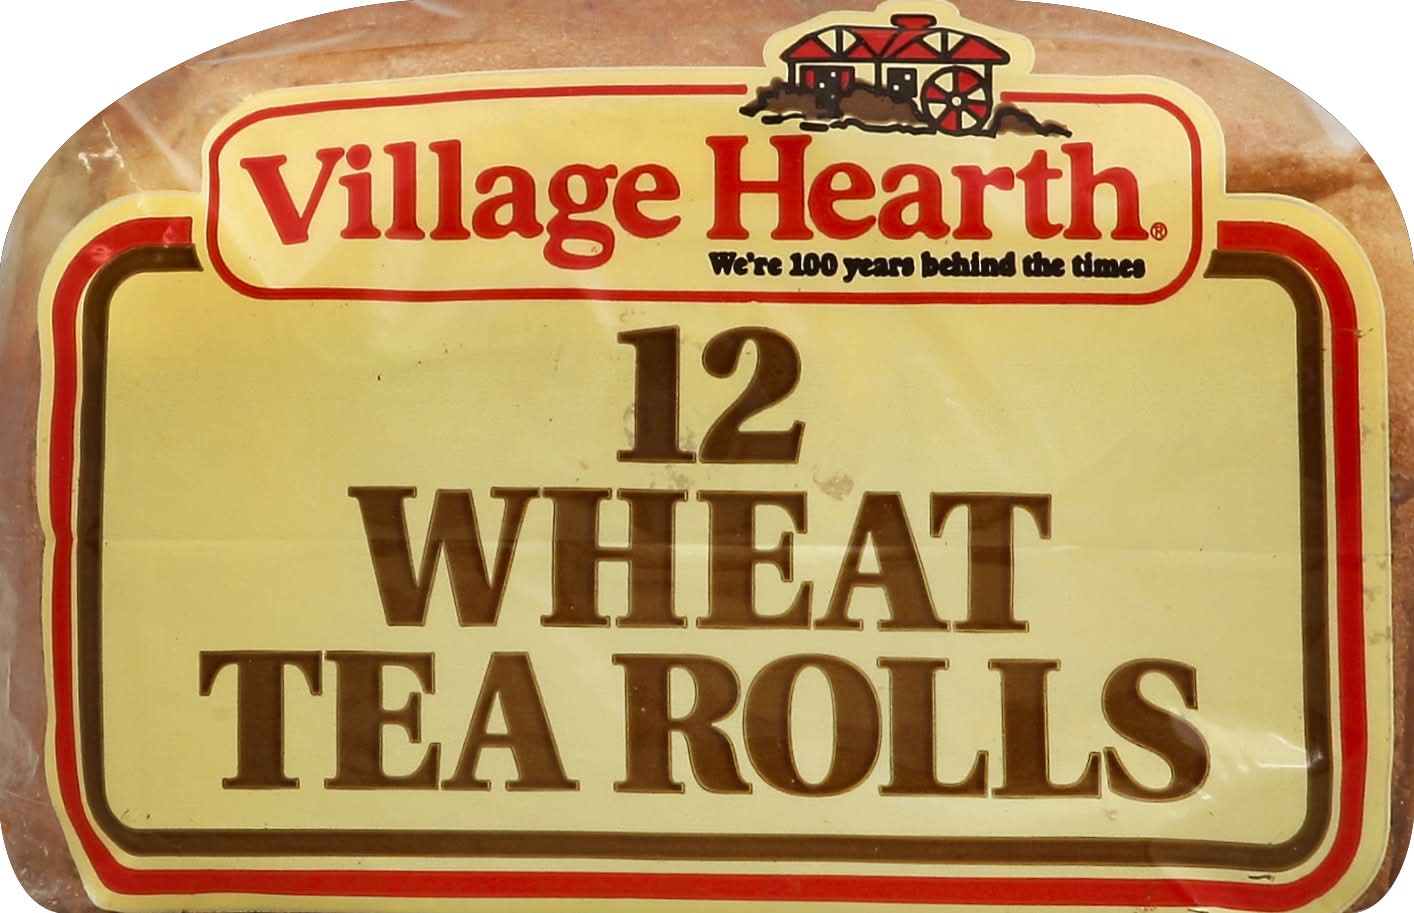 Village Hearth®
We're 100 years behind the times
12
WHEAT
TEA ROLLS